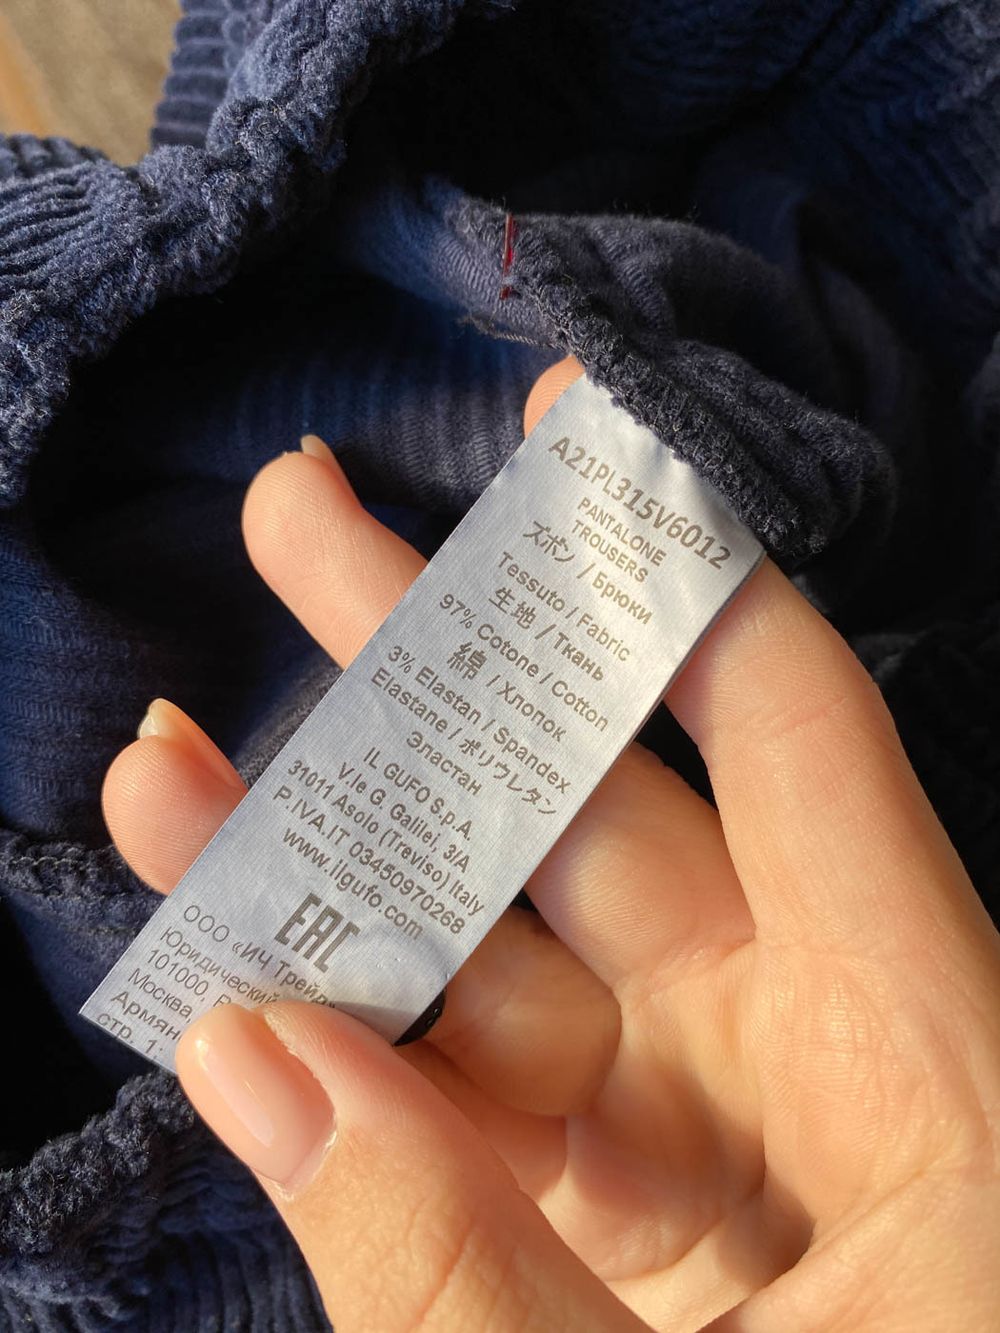 A21PL315V6012
PANTALONE
TROUSERS
ズボン / Брюки
Tessuto / Fabric
生地 / Ткань
97% Cotone / Cotton
綿 / Хлопок
3% Elastan / Spandex
Elastane / ポリウレタン
Эластан
IL GUFO S.p.A.
V.le G. Galilei, 3/A
31011 Asolo (Treviso) Italy
P.IVA.IT 03450970268
www.ilgufo.com
EAC
ООО «ИЧ Трейд»
Юридический
101000,
Москва,
стр. 1,